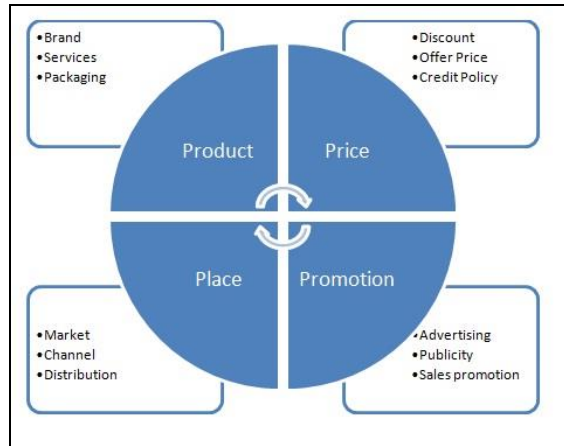 •Brand
•Services
•Packaging
•Discount
•Offer Price
•Credit Policy
Product
Price
Place
Promotion
•Market
•Channel
•Distribution
•Advertising
•Publicity
•Sales promotion